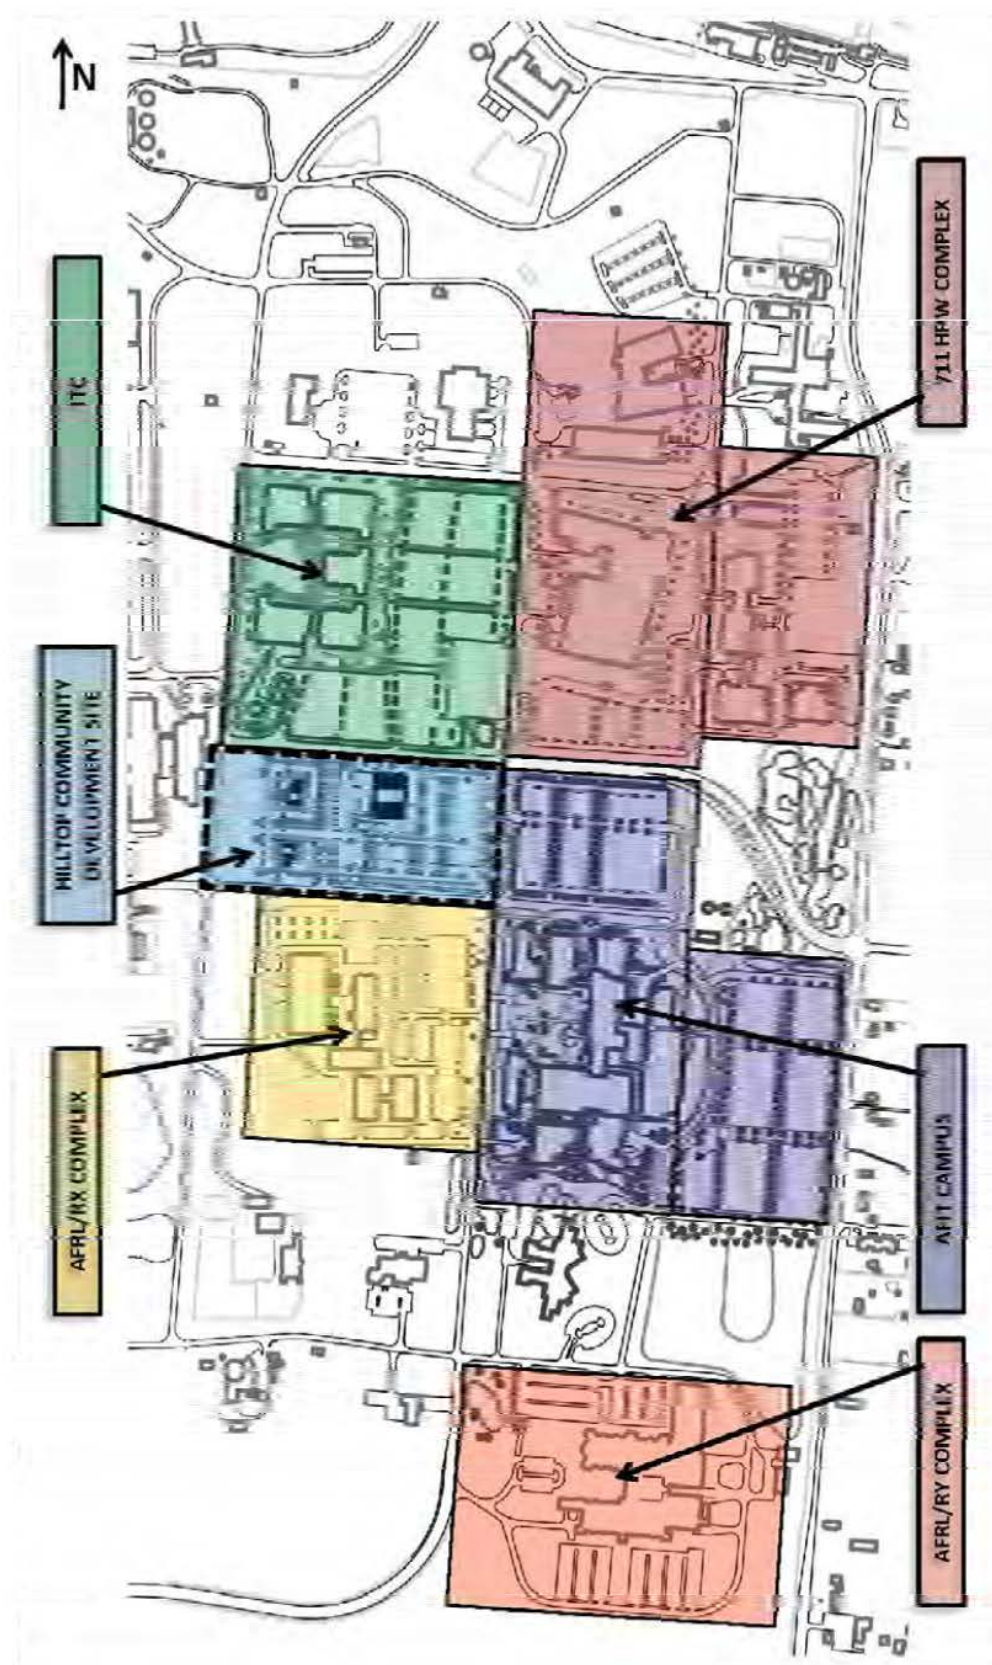 N
711 HPW COMPLEX
ITC
HILLTOP COMMUNITY
DEVELOPMENT SITE
AFRL/RX COMPLEX
AFIT CAMPUS
AFRL/RY COMPLEX